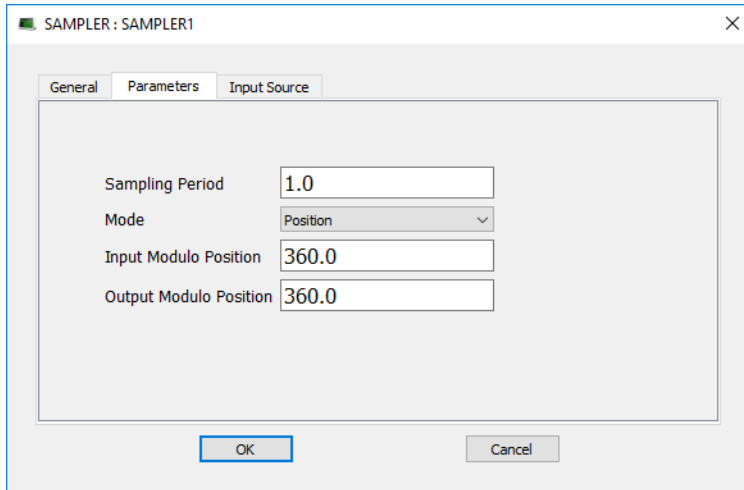 SAMPLER : SAMPLER1
General Parameters Input Source
Sampling Period 1.0
Mode Position
Input Modulo Position 360.0
Output Modulo Position 360.0
OK Cancel